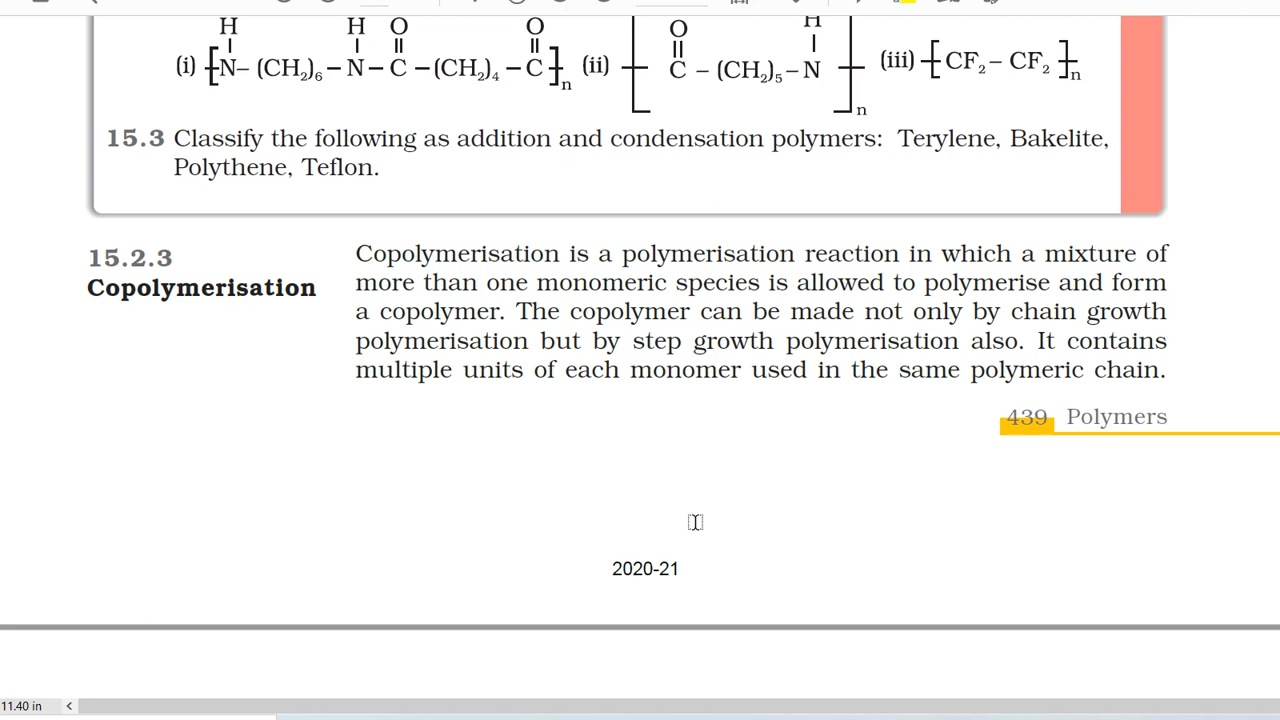 H H O O O H
(i) [N– (CH2)6 – N – C – (CH2)4 – C]n (ii) [C – (CH2)5 – N]n (iii) [CF2 – CF2]n
15.3 Classify the following as addition and condensation polymers: Terylene, Bakelite,
Polythene, Teflon.
15.2.3
Copolymerisation
Copolymerisation is a polymerisation reaction in which a mixture of
more than one monomeric species is allowed to polymerise and form
a copolymer. The copolymer can be made not only by chain growth
polymerisation but by step growth polymerisation also. It contains
multiple units of each monomer used in the same polymeric chain.
439 Polymers
2020-21
11.40 in